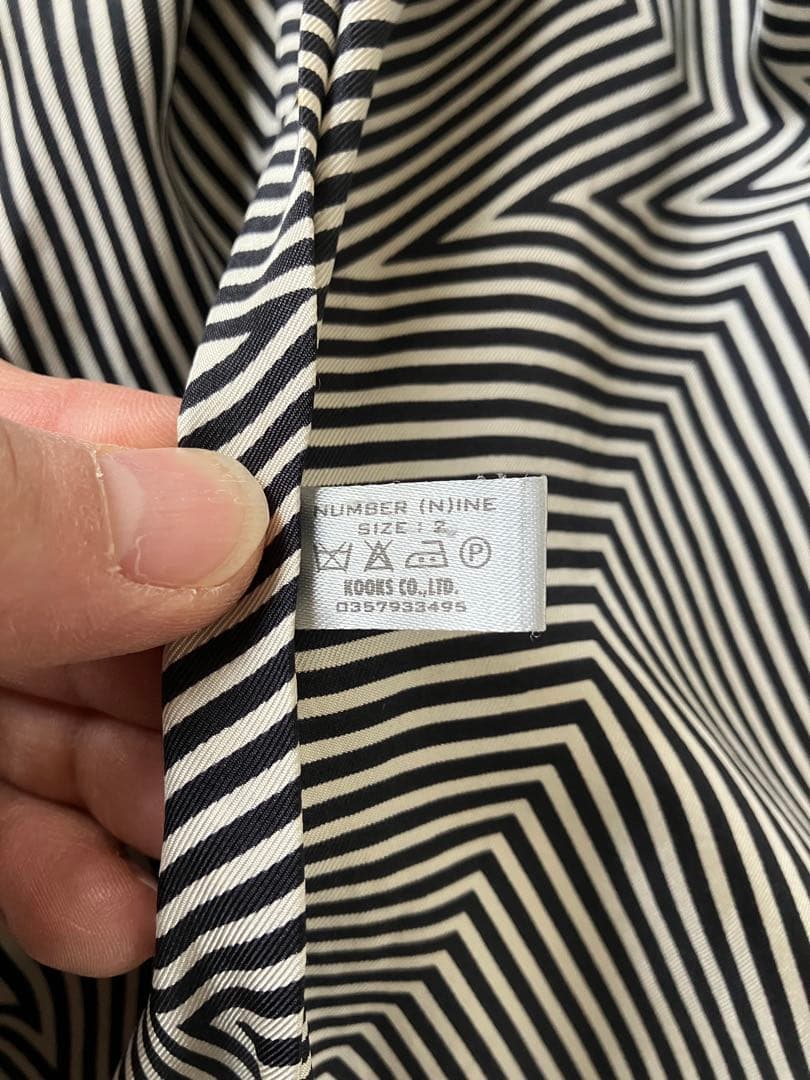 NUMBER (N)INE
SIZE : 2
P
KOOKS CO.,LTD.
0357933495